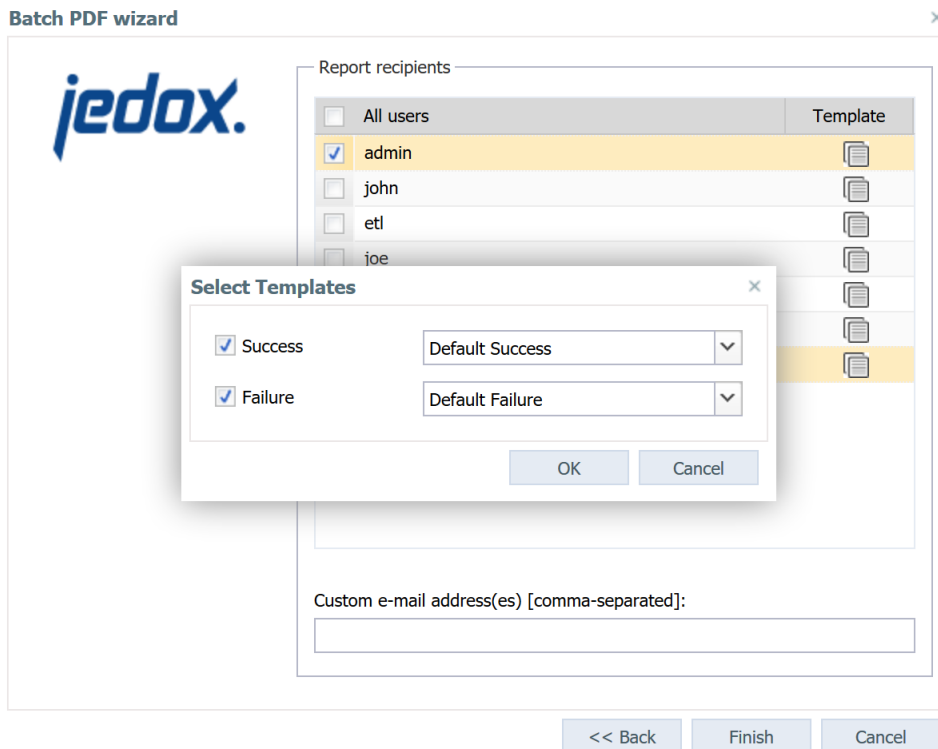 Batch PDF wizard
jedox.
Report recipients
All users
Template
admin
john
etl
joe
Select Templates
Success
Default Success
Failure
Default Failure
OK
Cancel
Custom e-mail address(es) [comma-separated]:
<< Back
Finish
Cancel